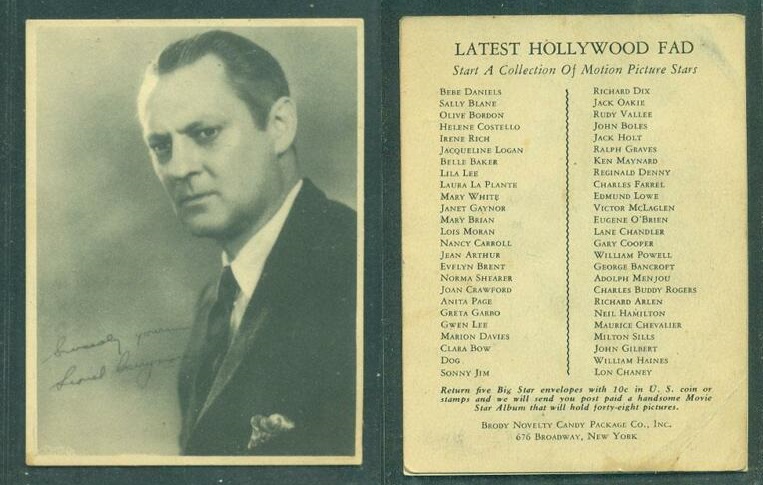 Sincerely yours
Lionel Barrymore
LATEST HOLLYWOOD FAD
Start A Collection Of Motion Picture Stars
BEBE DANIELS
SALLY BLANE
OLIVE BORDON
HELENE COSTELLO
IRENE RICH
JACQUELINE LOGAN
BELLE BAKER
LILA LEE
LAURA LA PLANTE
MARY WHITE
JANET GAYNOR
MARY BRIAN
LOIS MORAN
NANCY CARROLL
JEAN ARTHUR
EVELYN BRENT
NORMA SHEARER
JOAN CRAWFORD
ANITA PAGE
GRETA GARBO
GWEN LEE
MARION DAVIES
CLARA BOW
DOG
SONNY JIM
RICHARD DIX
JACK OAKIE
RUDY VALLEE
JOHN BOLES
JACK HOLT
RALPH GRAVES
KEN MAYNARD
REGINALD DENNY
CHARLES FARREL
EDMUND LOWE
VICTOR MCLAGLEN
EUGENE O'BRIEN
LANE CHANDLER
GARY COOPER
WILLIAM POWELL
GEORGE BANCROFT
ADOLPH MENJOU
CHARLES BUDDY ROGERS
RICHARD ARLEN
NEIL HAMILTON
MAURICE CHEVALIER
MILTON SILLS
JOHN GILBERT
WILLIAM HAINES
LON CHANEY
Return five Big Star envelopes with 10c in U. S. coin or
stamps and we will send you post paid a handsome Movie
Star Album that will hold forty-eight pictures.
BRODY NOVELTY CANDY PACKAGE CO., INC.
676 BROADWAY, NEW YORK